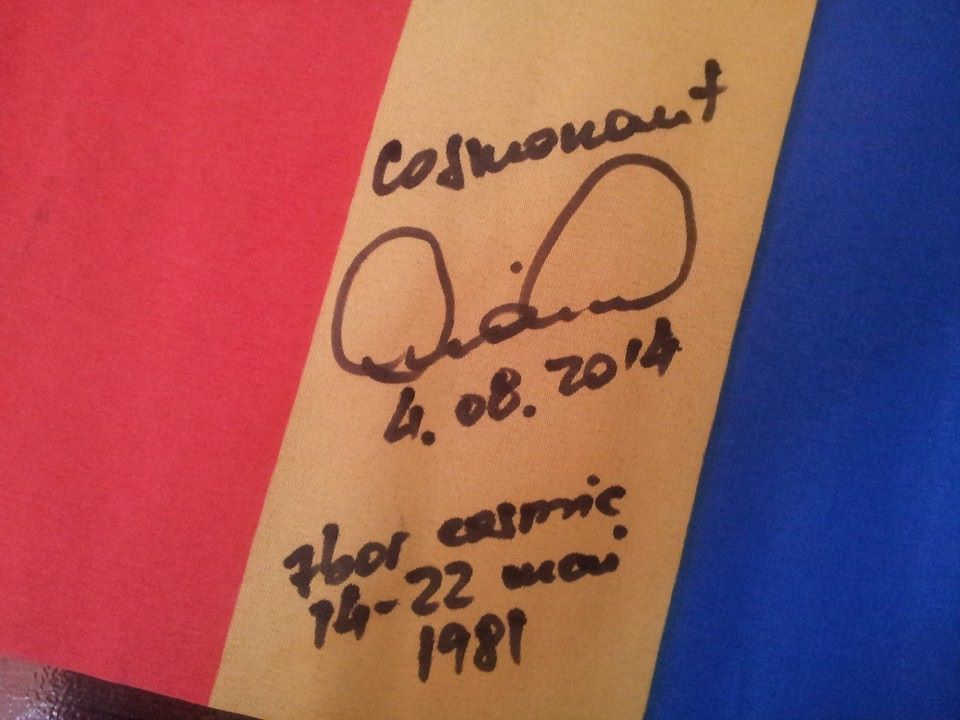 Cosmonaut
4.08.2014
zbor cosmic
14-22 mai
1981